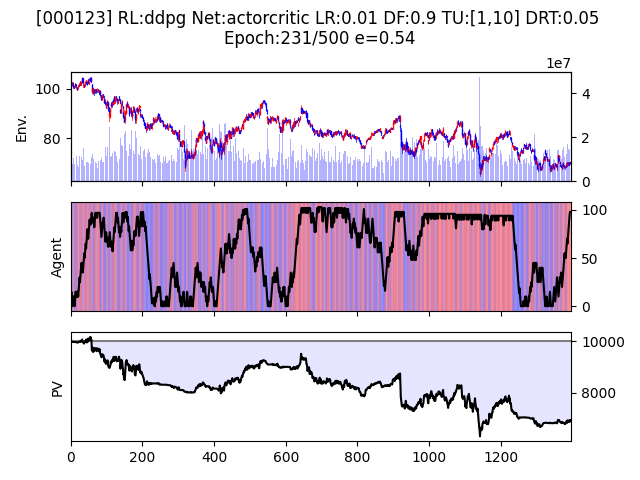 [000123] RL:ddpg Net:actorcritic LR:0.01 DF:0.9 TU:[1,10] DRT:0.05
Epoch:231/500 e=0.54
1e7
100
80
Env.
4
2
0
Agent
100
50
0
PV
10000
8000
0 200 400 600 800 1000 1200